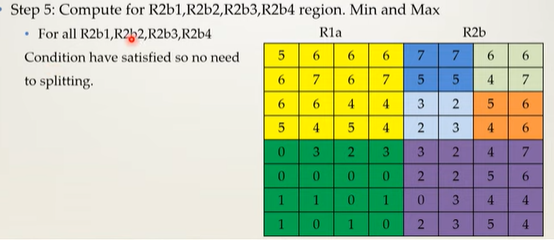 Step 5: Compute for R2b1,R2b2,R2b3,R2b4 region. Min and Max
• For all R2b1,R2b2,R2b3,R2b4
Condition have satisfied so no need
to splitting.
R1a R2b
5 6 6 6 7 7 6 6
6 7 6 7 5 5 4 7
6 6 4 4 3 2 5 6
5 4 5 4 2 3 4 6
0 3 2 3 3 2 4 7
0 0 0 0 2 2 5 6
1 1 0 1 0 3 4 4
1 0 1 0 2 3 5 4